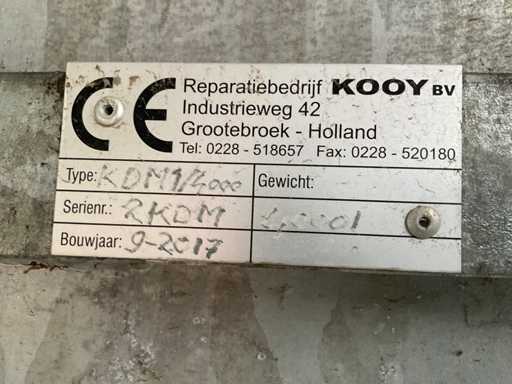 CE Reparatiebedrijf KOOY BV
Industrieweg 42
Grootebroek - Holland
Tel: 0228 - 518657 Fax: 0228 - 520180
Type: KDM1/4000 Gewicht:
Serienr.: 2KDM
Bouwjaar: 9-2017